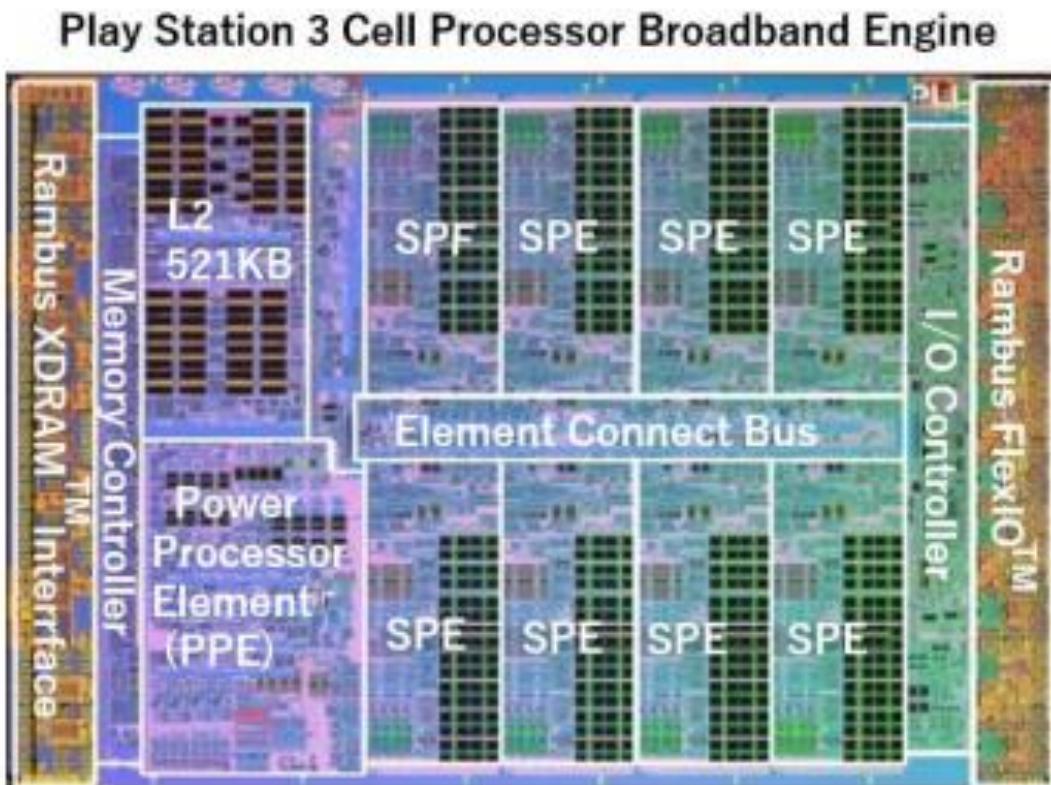 Play Station 3 Cell Processor Broadband Engine
Rambus XDRAM™ Interrface
Memory Controller
L2
521KB
SPF
SPE
SPE
SPE
I/O Controller
Rambus FlexIO™
Element Connect Bus
Power
Processor
Element
(PPE)
SPE
SPE
SPE
SPE